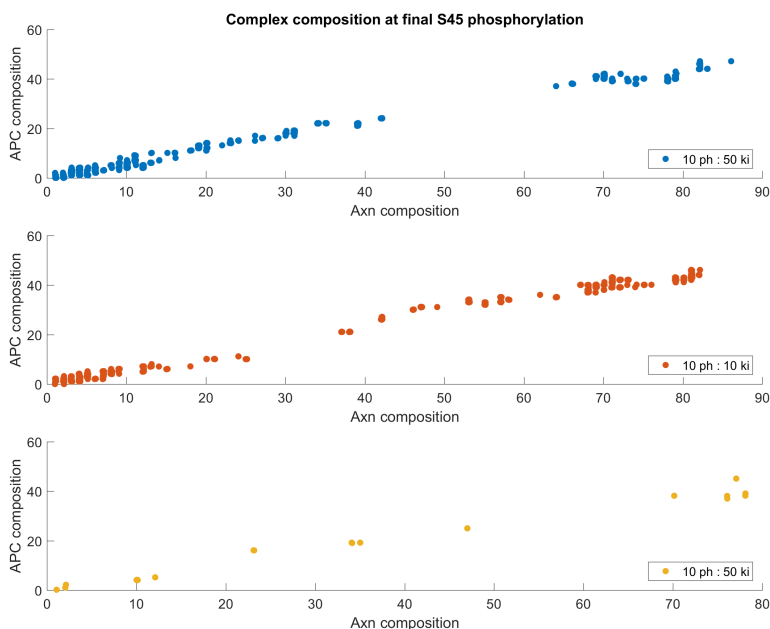 Complex composition at final S45 phosphorylation
60
40
20
0
APC composition
0 10 20 30 40 50 60 70 80 90
Axn composition
10 ph : 50 ki
60
40
20
0
APC composition
0 10 20 30 40 50 60 70 80 90
Axn composition
10 ph : 10 ki
60
40
20
0
APC composition
0 10 20 30 40 50 60 70 80
Axn composition
10 ph : 50 ki